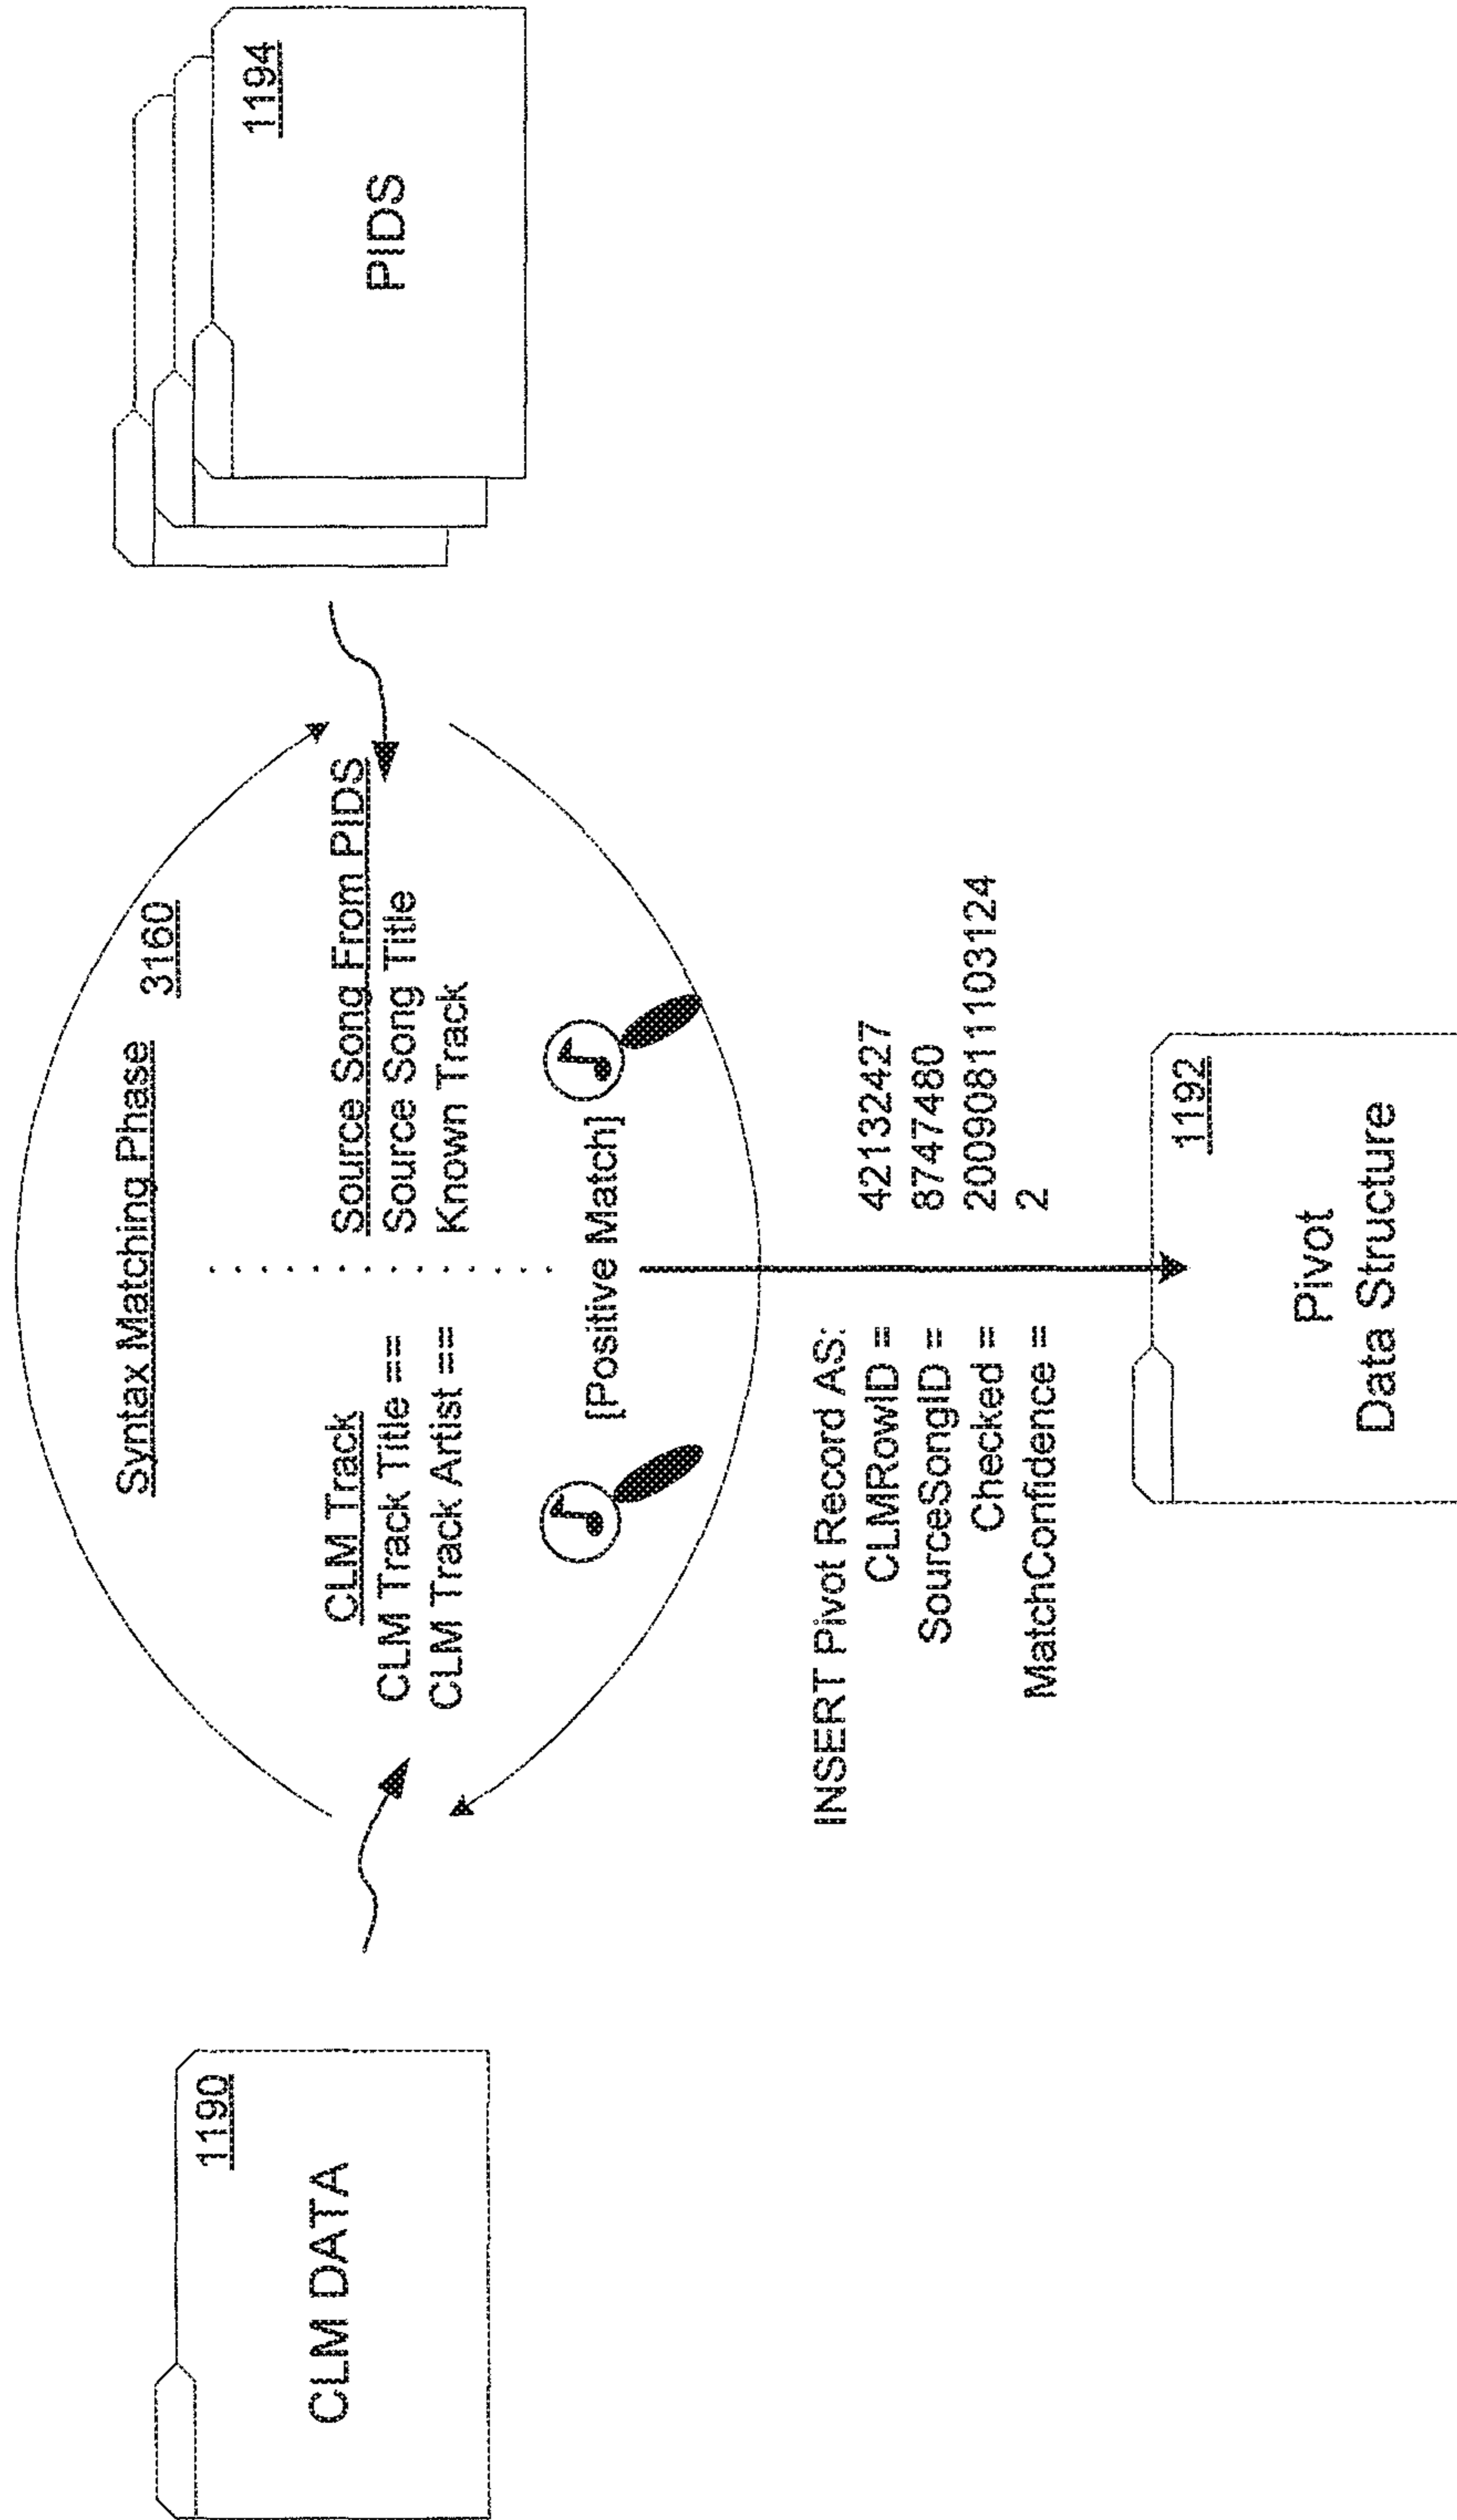 Syntax Matching Phase
3160
1190
CLM DATA
1194
PIDS
CLM Track    Source Song From PIDS
CLM Track Title == Source Song Title
CLM Track Artist == Known Track
[Positive Match]
INSERT Pivot Record AS:
CLMRowID = 42132427
SourceSongID = 8747480
Checked = 20090811103124
MatchConfidence = 2
1192
Pivot
Data Structure